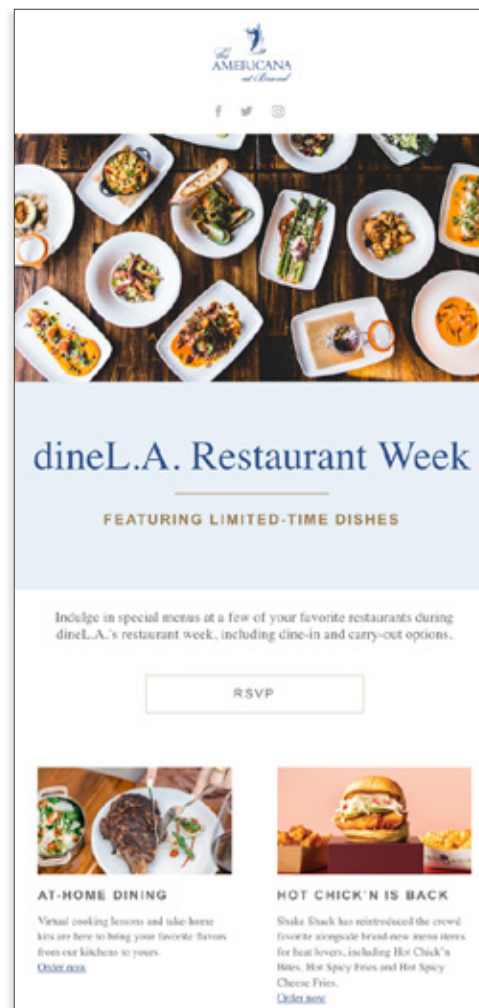 The
AMERICANA
at Brand
dineL.A. Restaurant Week
FEATURING LIMITED-TIME DISHES
Indulge in special menus at a few of your favorite restaurants during
dineL.A.'s restaurant week, including dine-in and carry-out options.
RSVP
AT-HOME DINING
Virtual cooking lessons and take-home
kits are here to bring your favorite flavors
from our kitchens to yours.
Order now
HOT CHICK'N IS BACK
Shake Shack has reintroduced the crowd
favorite alongside brand-new menu items
for heat lovers, including Hot Chick'n
Bites, Hot Spicy Fries and Hot Spicy
Cheese Fries.
Order now